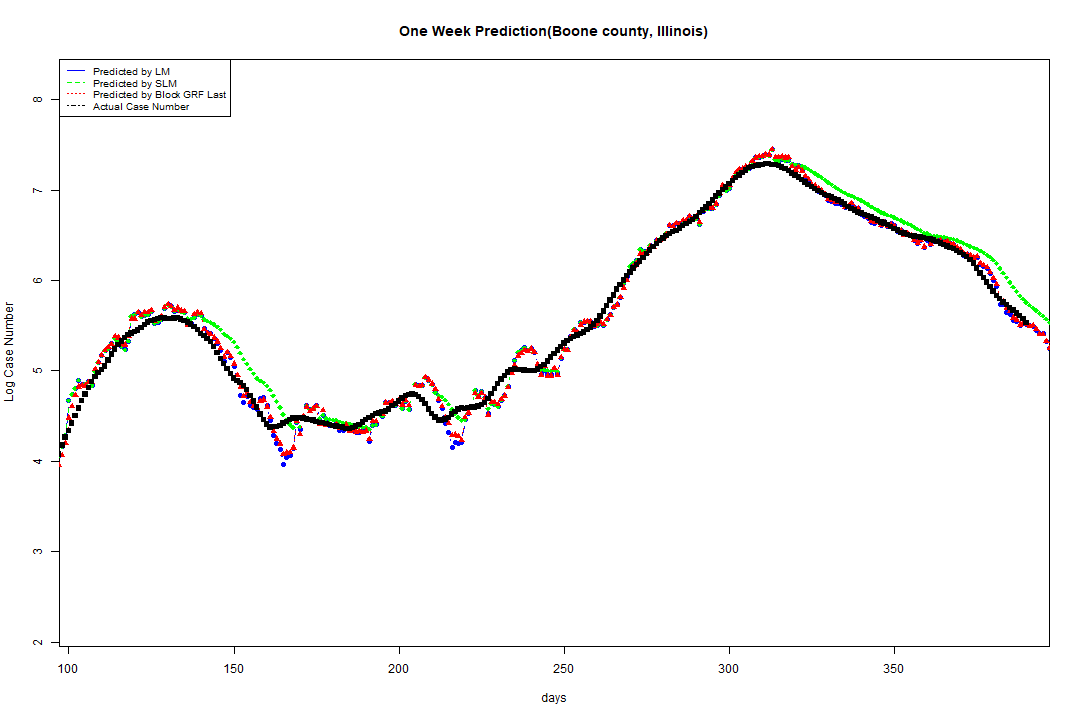 One Week Prediction(Boone county, Illinois)
Predicted by LM
Predicted by SLM
Predicted by Block GRF Last
Actual Case Number
8
7
6
5
4
3
2
Log Case Number
100 150 200 250 300 350
days